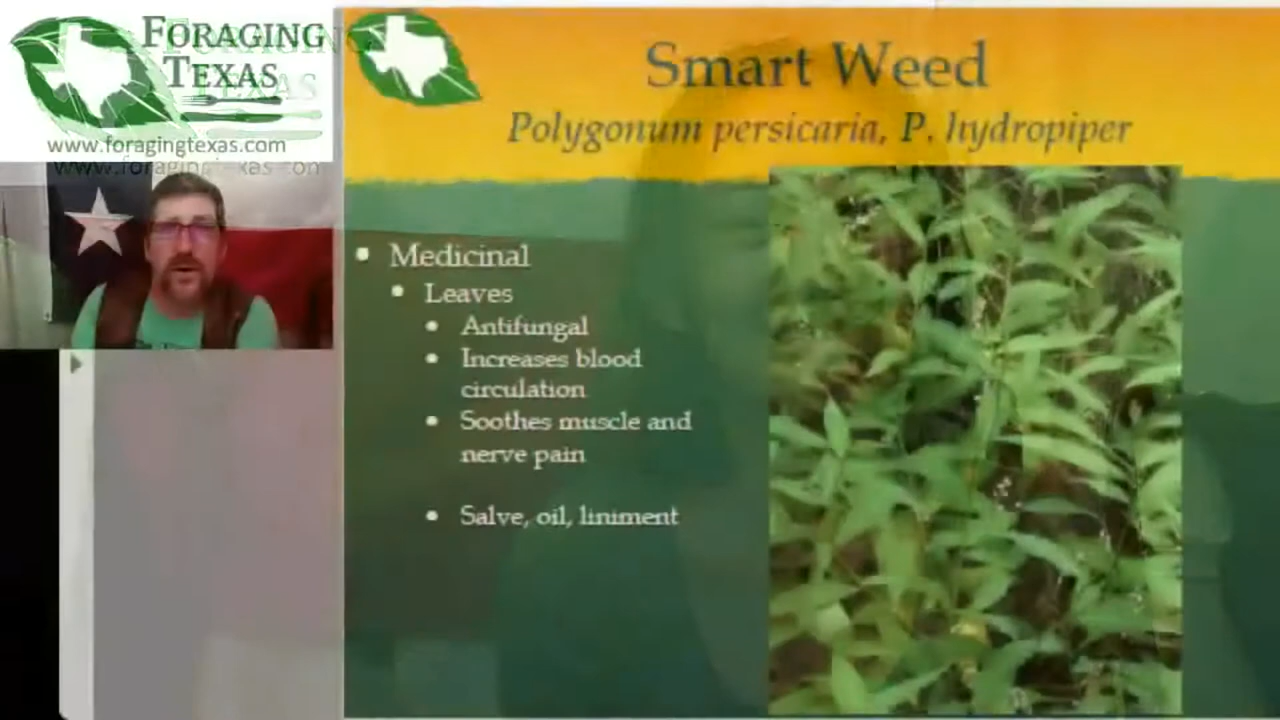 FORAGING
TEXAS
www.foragingtexas.com
Smart Weed
Polygonum persicaria, P. hydropiper
• Medicinal
• Leaves
• Antifungal
• Increases blood
circulation
• Soothes muscle and
nerve pain
• Salve, oil, liniment